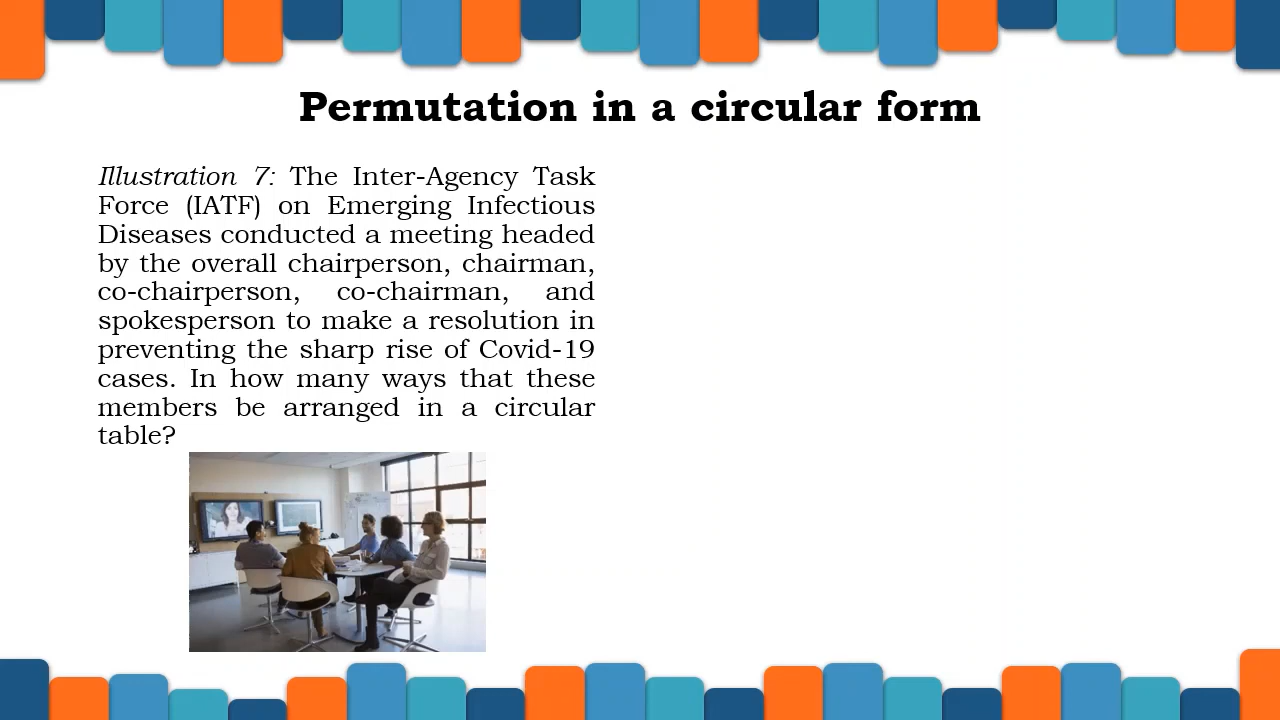 Permutation in a circular form
Illustration 7: The Inter-Agency Task
Force (IATF) on Emerging Infectious
Diseases conducted a meeting headed
by the overall chairperson, chairman,
co-chairperson, co-chairman, and
spokesperson to make a resolution in
preventing the sharp rise of Covid-19
cases. In how many ways that these
members be arranged in a circular
table?